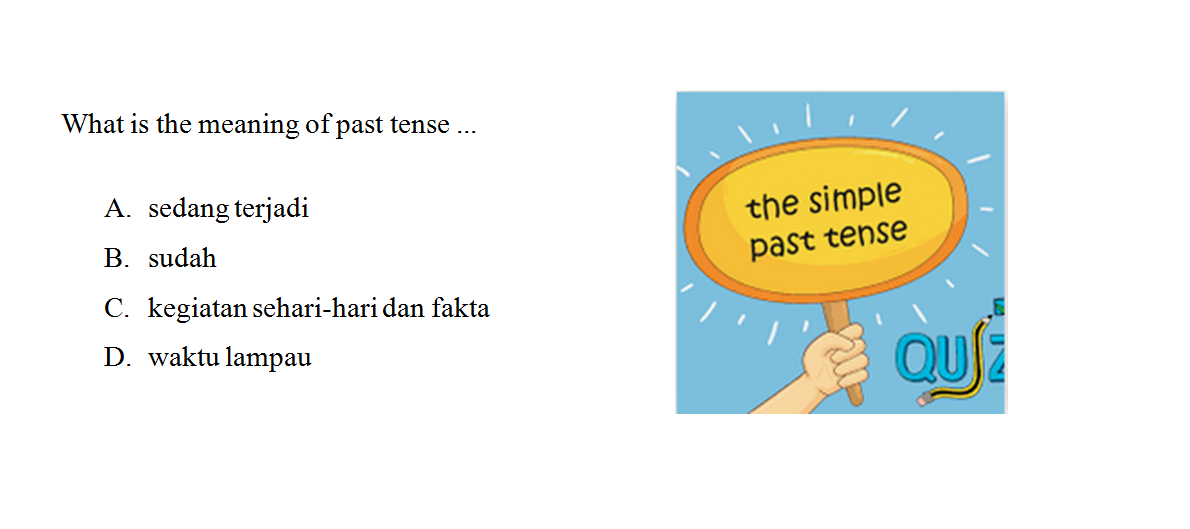 What is the meaning of past tense ...
A. sedang terjadi
B. sudah
C. kegiatan sehari-hari dan fakta
D. waktu lampau
the simple
past tense
QUIZ